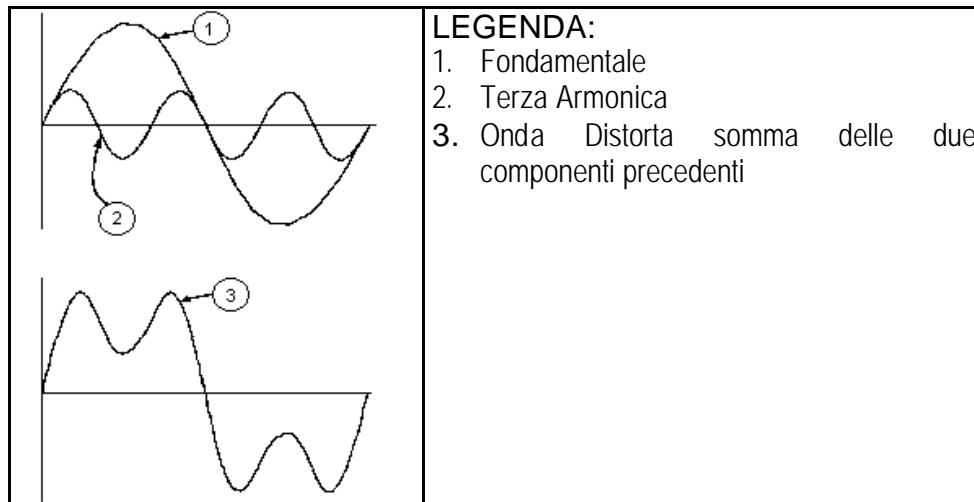 1
2
3
LEGENDA:
1. Fondamentale
2. Terza Armonica
3. Onda Distorta somma delle due
componenti precedenti